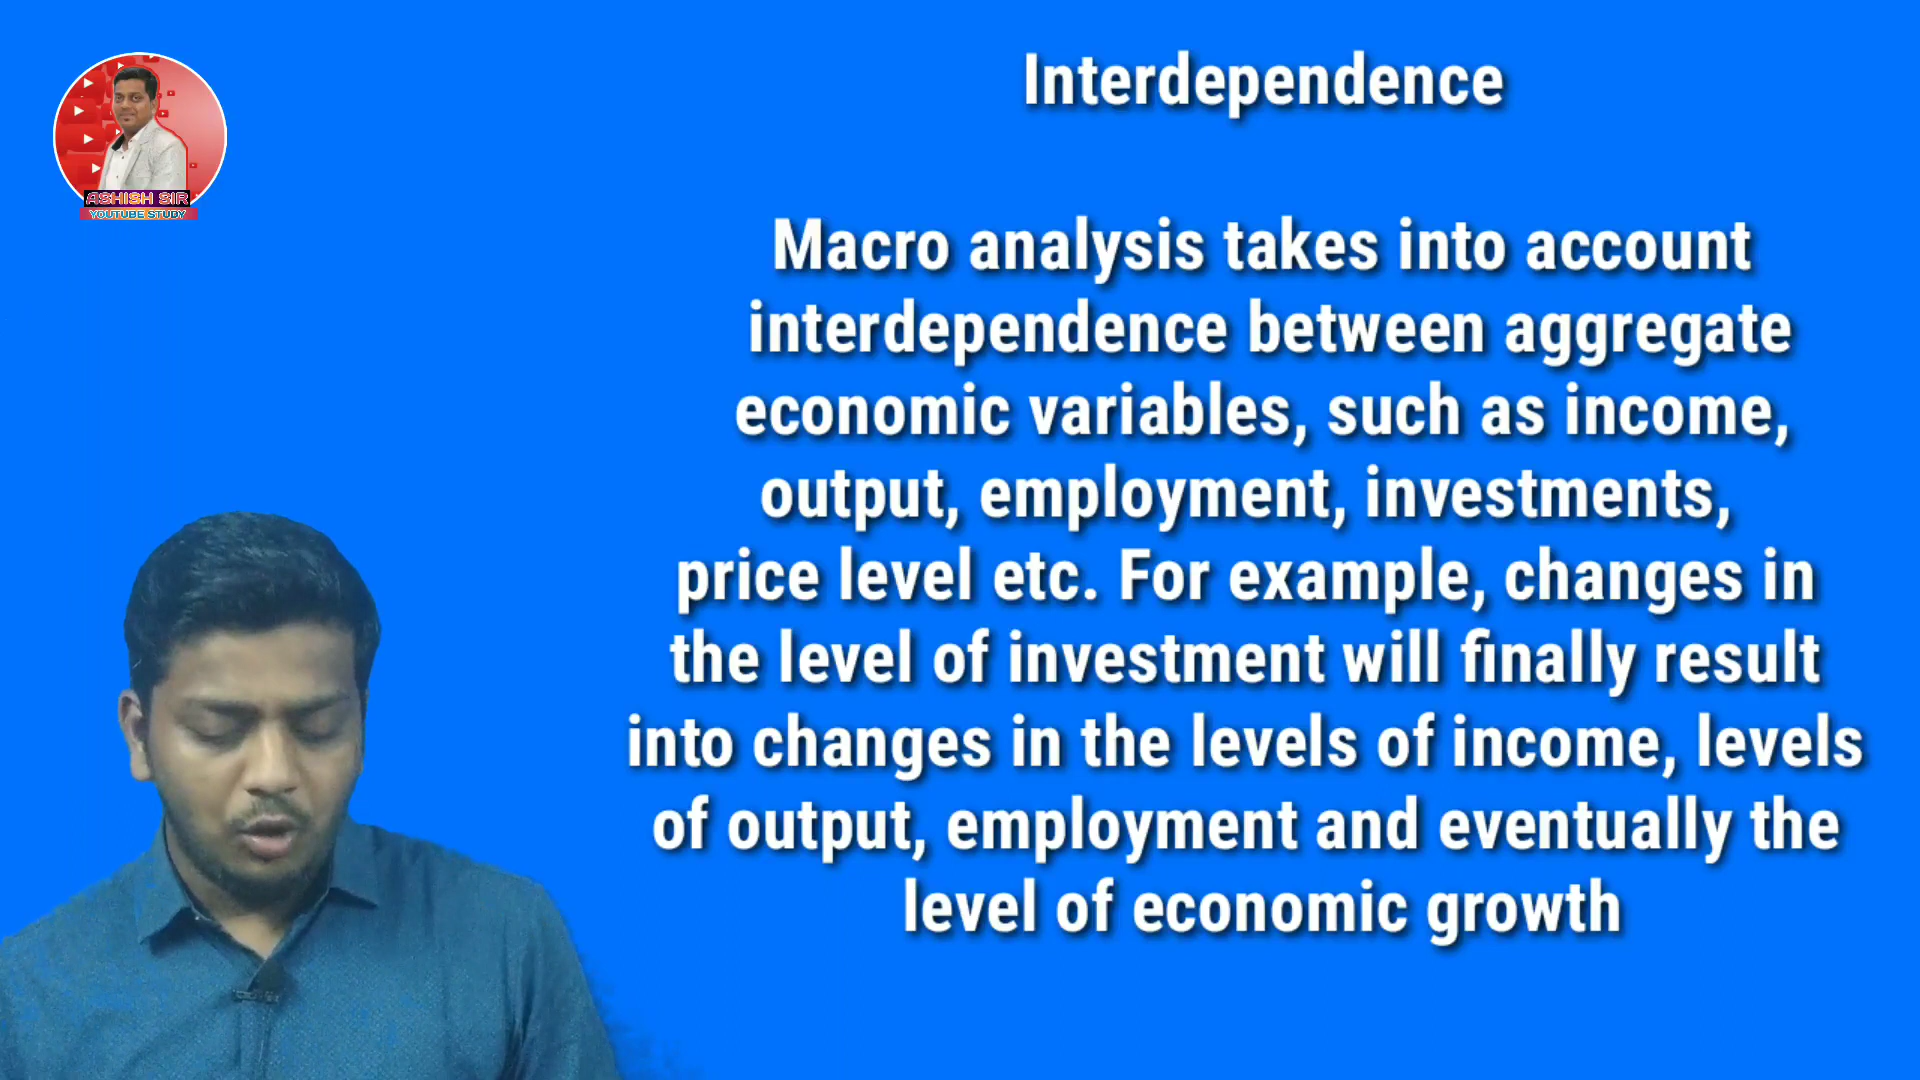 ASHISH SIR
YOUTUBE STUDY
Interdependence
Macro analysis takes into account
interdependence between aggregate
economic variables, such as income,
output, employment, investments,
price level etc. For example, changes in
the level of investment will finally result
into changes in the levels of income, levels
of output, employment and eventually the
level of economic growth